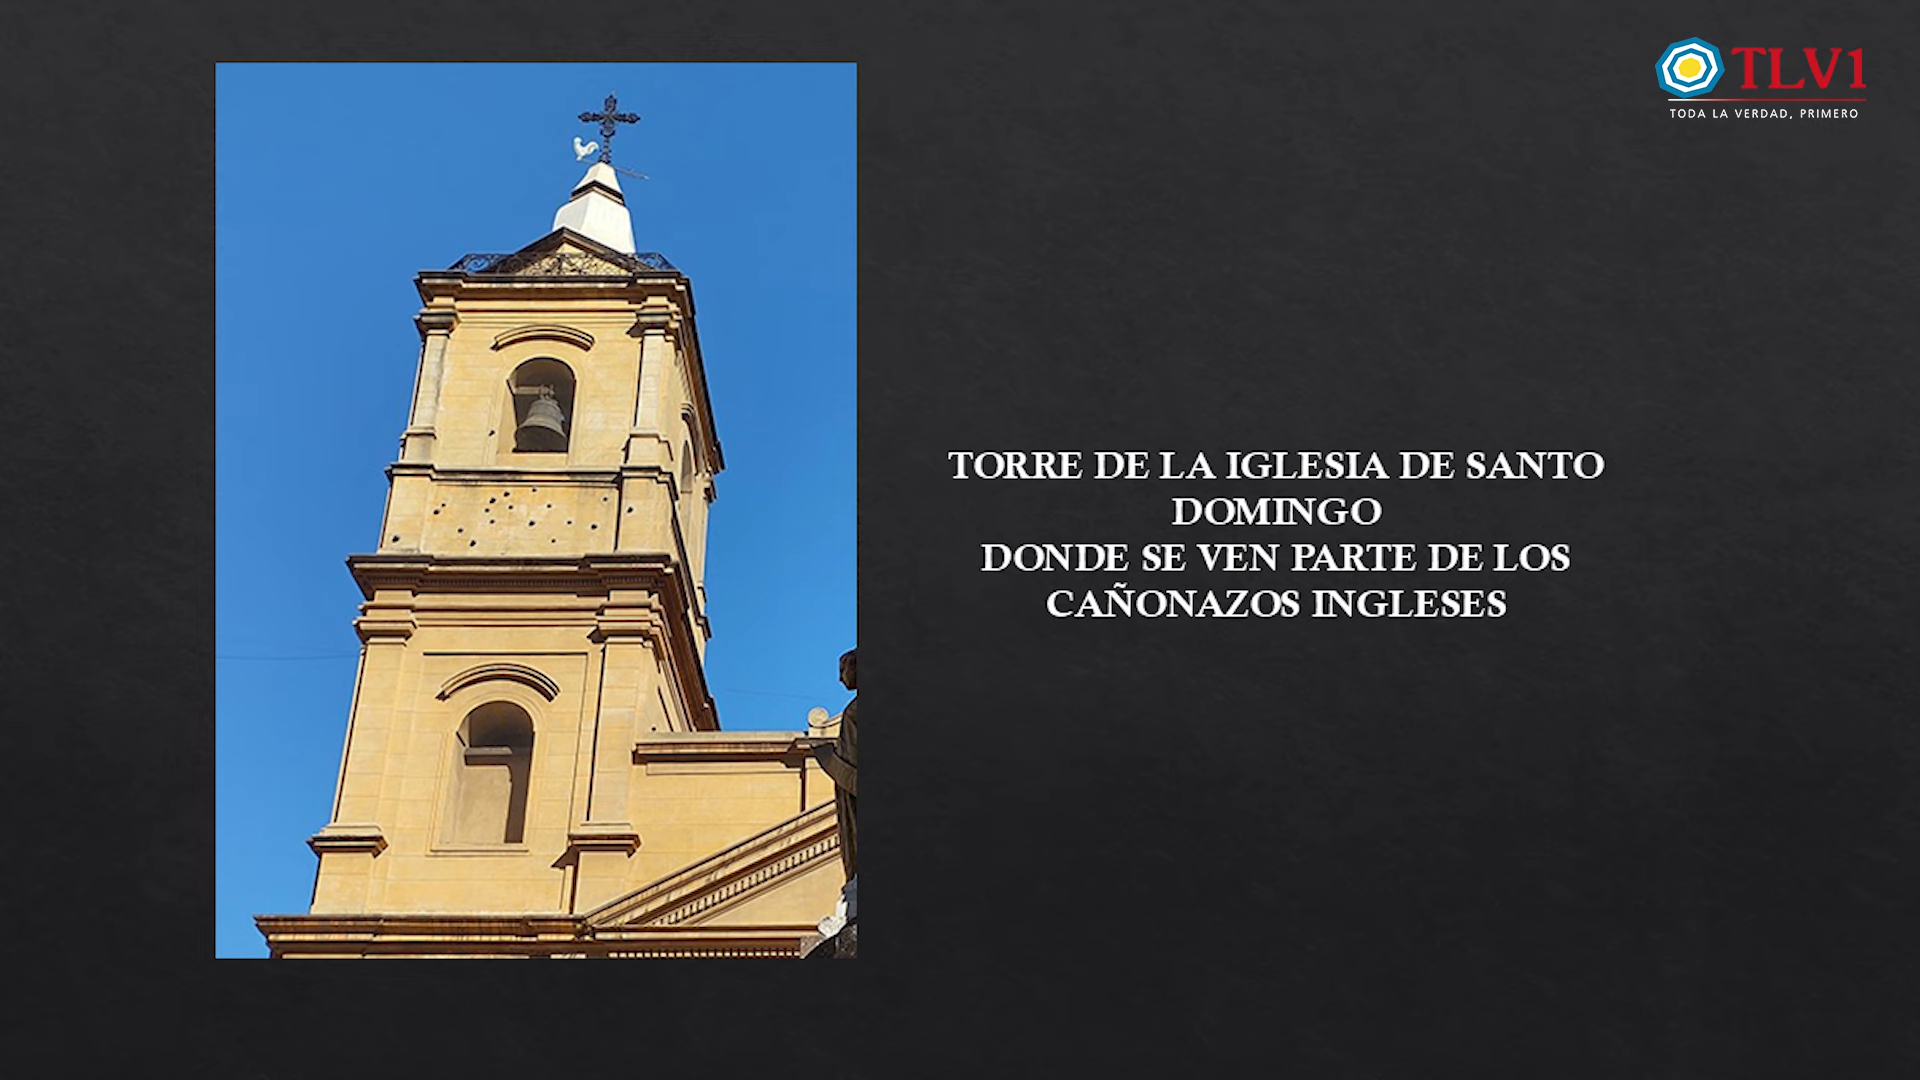 TLV1
TODA LA VERDAD, PRIMERO
TORRE DE LA IGLESIA DE SANTO
DOMINGO
DONDE SE VEN PARTE DE LOS
CAÑONAZOS INGLESES